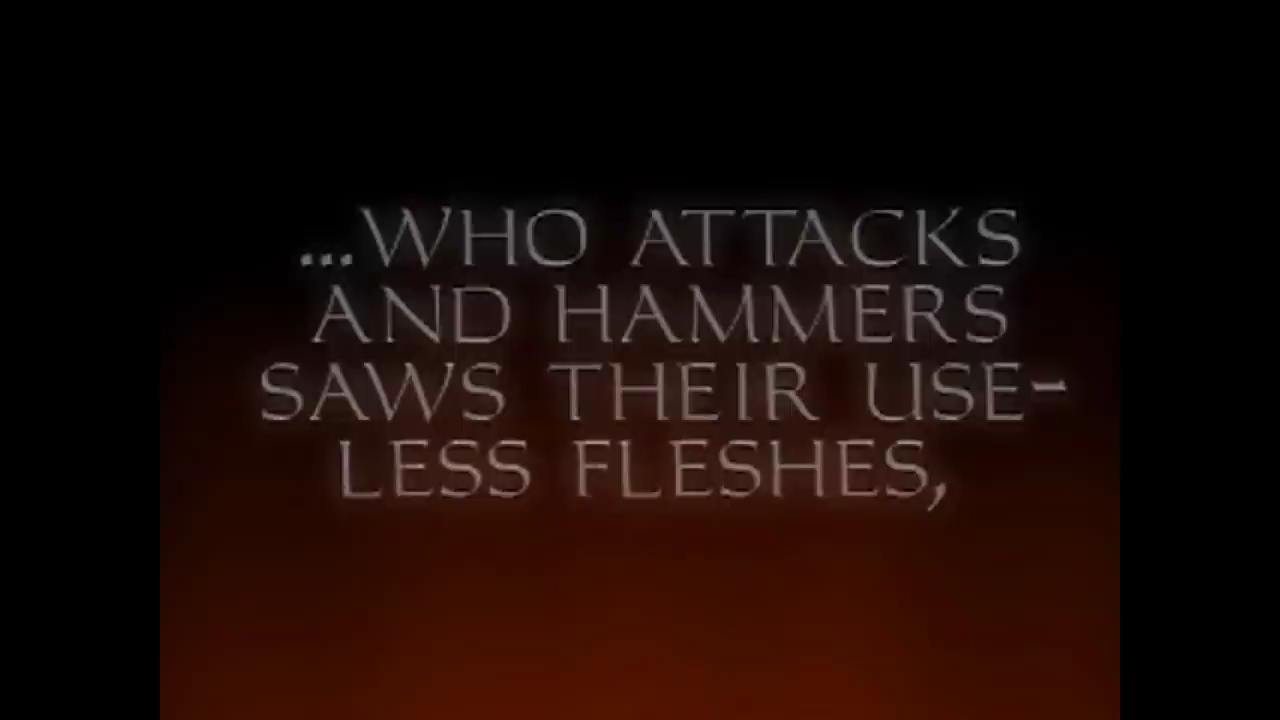 ...WHO ATTACKS
AND HAMMERS
SAWS THEIR USE-
LESS FLESHES,